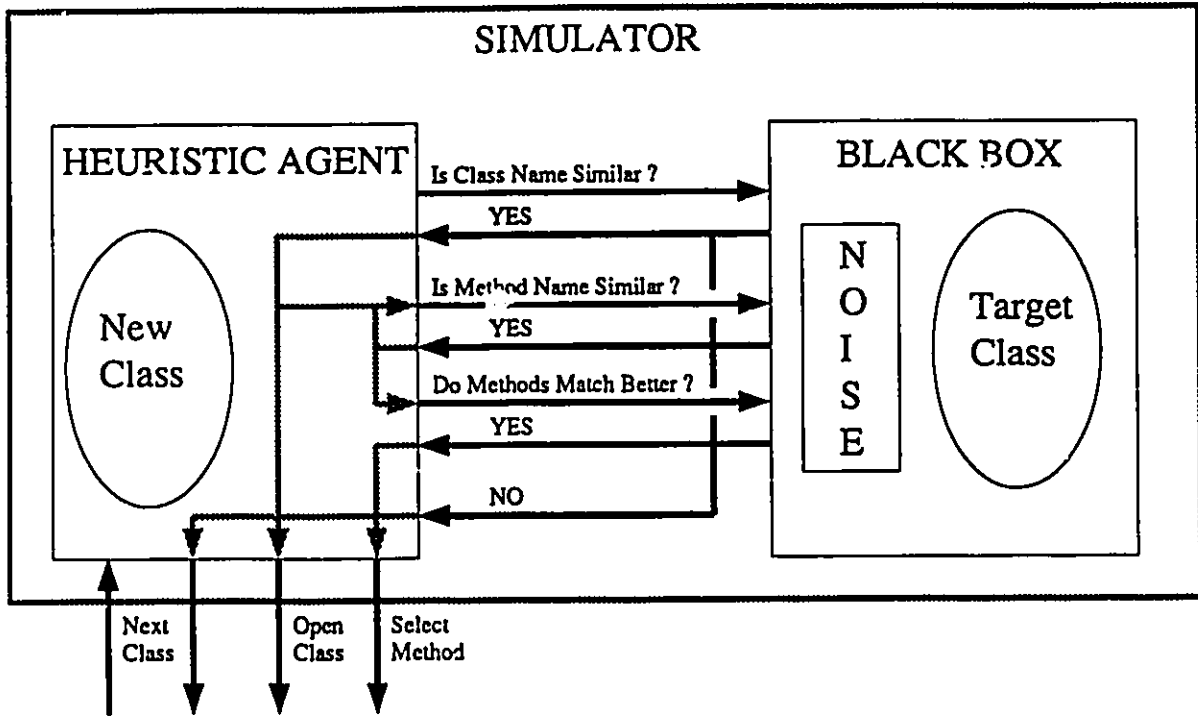 SIMULATOR
HEURISTIC AGENT
New
Class
Is Class Name Similar ?
YES
Is Method Name Similar ?
YES
Do Methods Match Better ?
YES
NO
BLACK BOX
N
O
I
S
E
Target
Class
Next
Class
Open
Class
Select
Method